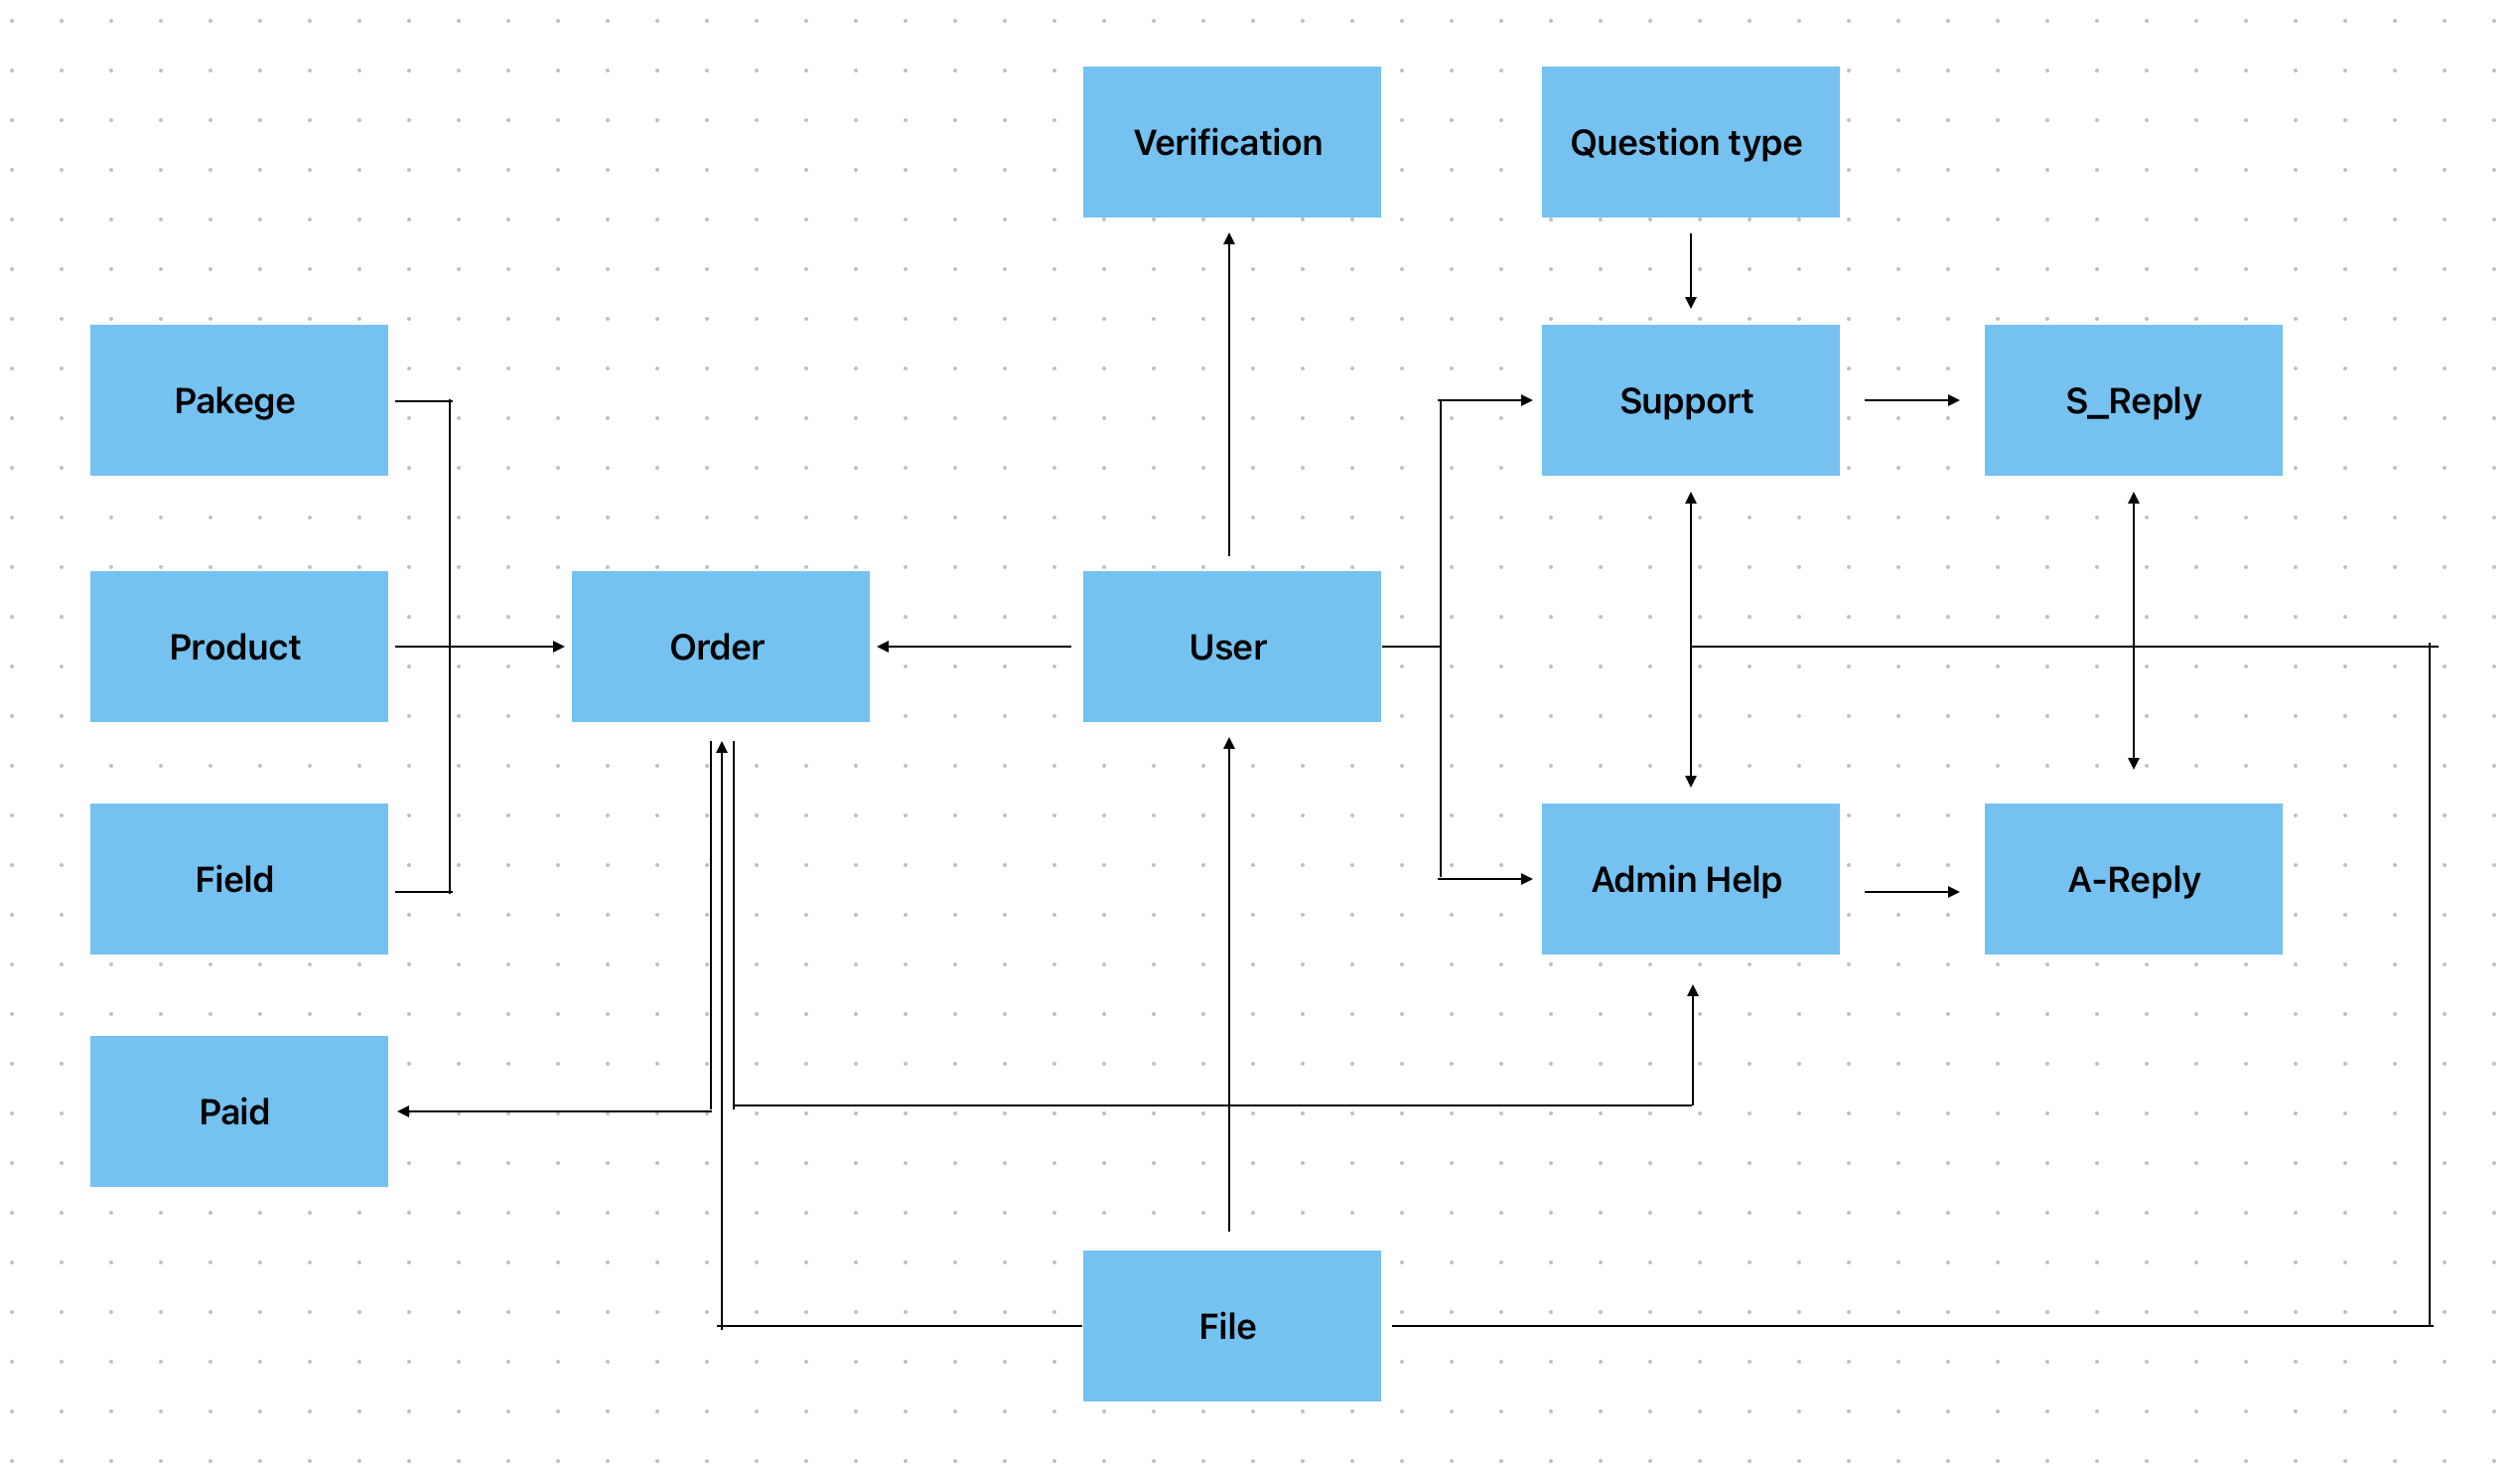 Verification
Question type
Pakege
Support
S_Reply
Product
Order
User
Field
Admin Help
A-Reply
Paid
File